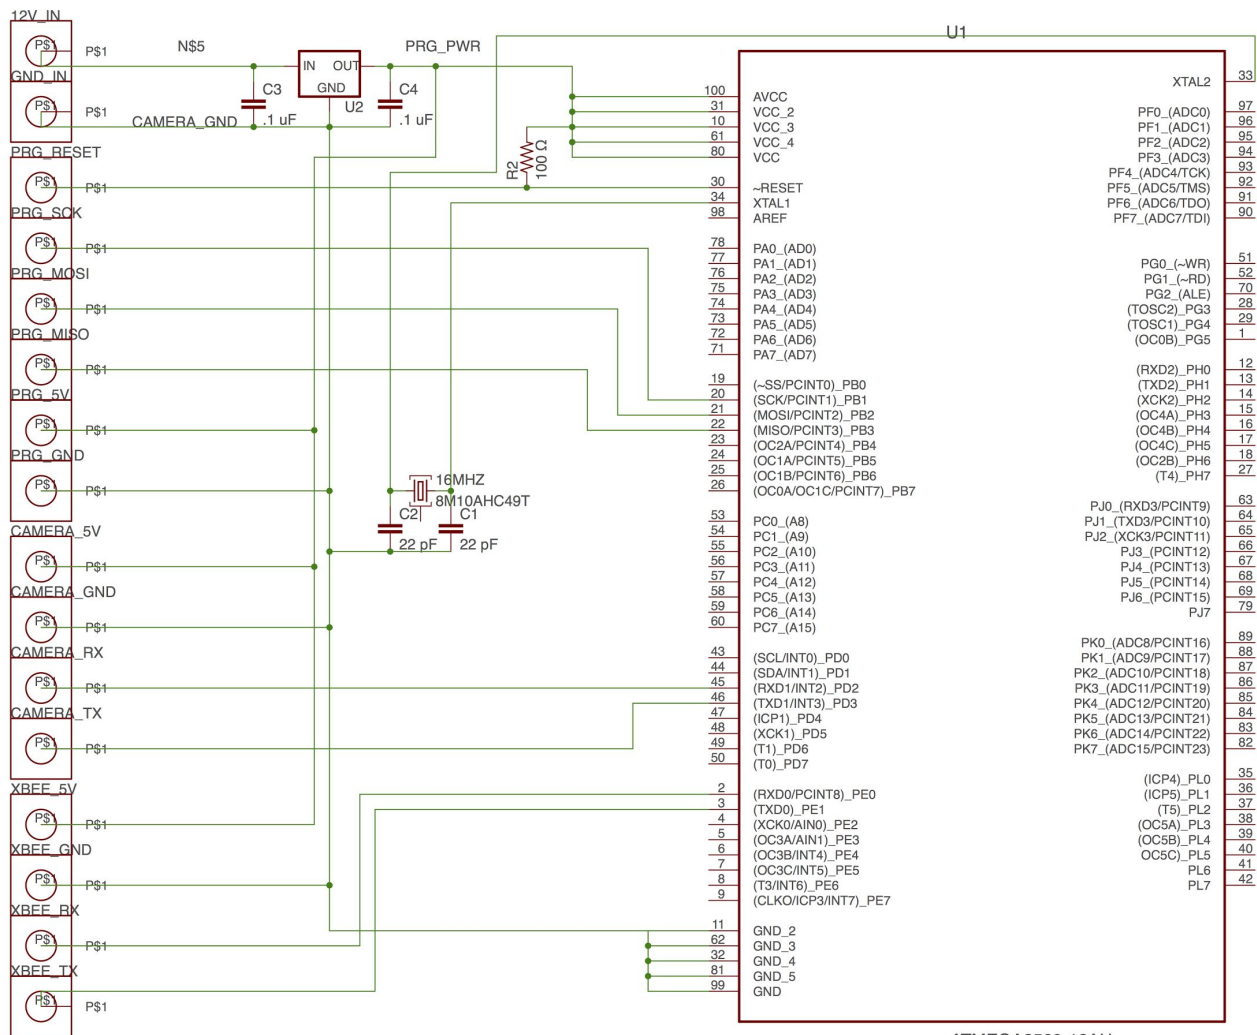 12V_IN
P$1 P$1
N$5
PRG_PWR
IN OUT
GND
U2
C3
.1 uF
C4
.1 uF
GND_IN
P$1 P$1
CAMERA_GND
PRG_RESET
P$1 P$1
R2
100 Ω
PRG_SCK
P$1 P$1
PRG_MOSI
P$1 P$1
PRG_MISO
P$1 P$1
PRG_5V
P$1 P$1
PRG_GND
P$1 P$1
16MHZ
8M10AHC49T
C2
22 pF
C1
22 pF
CAMERA_5V
P$1 P$1
CAMERA_GND
P$1 P$1
CAMERA_RX
P$1 P$1
CAMERA_TX
P$1 P$1
XBEE_5V
P$1 P$1
XBEE_GND
P$1 P$1
XBEE_RX
P$1 P$1
XBEE_TX
P$1 P$1
U1
100 AVCC
31 VCC_2
10 VCC_3
61 VCC_4
80 VCC
30 ~RESET
34 XTAL1
98 AREF
78 PA0_(AD0)
77 PA1_(AD1)
76 PA2_(AD2)
75 PA3_(AD3)
74 PA4_(AD4)
73 PA5_(AD5)
72 PA6_(AD6)
71 PA7_(AD7)
19 (~SS/PCINT0)_PB0
20 (SCK/PCINT1)_PB1
21 (MOSI/PCINT2)_PB2
22 (MISO/PCINT3)_PB3
23 (OC2A/PCINT4)_PB4
24 (OC1A/PCINT5)_PB5
25 (OC1B/PCINT6)_PB6
26 (OC0A/OC1C/PCINT7)_PB7
53 PC0_(A8)
54 PC1_(A9)
55 PC2_(A10)
56 PC3_(A11)
57 PC4_(A12)
58 PC5_(A13)
59 PC6_(A14)
60 PC7_(A15)
43 (SCL/INT0)_PD0
44 (SDA/INT1)_PD1
45 (RXD1/INT2)_PD2
46 (TXD1/INT3)_PD3
47 (ICP1)_PD4
48 (XCK1)_PD5
49 (T1)_PD6
50 (T0)_PD7
2 (RXD0/PCINT8)_PE0
3 (TXD0)_PE1
4 (XCK0/AIN0)_PE2
5 (OC3A/AIN1)_PE3
6 (OC3B/INT4)_PE4
7 (OC3C/INT5)_PE5
8 (T3/INT6)_PE6
9 (CLKO/ICP3/INT7)_PE7
11 GND_2
62 GND_3
32 GND_4
81 GND_5
99 GND
XTAL2 33
PF0_(ADC0) 97
PF1_(ADC1) 96
PF2_(ADC2) 95
PF3_(ADC3) 94
PF4_(ADC4/TCK) 93
PF5_(ADC5/TMS) 92
PF6_(ADC6/TDO) 91
PF7_(ADC7/TDI) 90
PG0_(~WR) 51
PG1_(~RD) 52
PG2_(ALE) 70
(TOSC2)_PG3 28
(TOSC1)_PG4 29
(OC0B)_PG5 1
(RXD2)_PH0 12
(TXD2)_PH1 13
(XCK2)_PH2 14
(OC4A)_PH3 15
(OC4B)_PH4 16
(OC4C)_PH5 17
(OC2B)_PH6 18
(T4)_PH7 27
PJ0_(RXD3/PCINT9) 63
PJ1_(TXD3/PCINT10) 64
PJ2_(XCK3/PCINT11) 65
PJ3_(PCINT12) 66
PJ4_(PCINT13) 67
PJ5_(PCINT14) 68
PJ6_(PCINT15) 69
PJ7 79
PK0_(ADC8/PCINT16) 89
PK1_(ADC9/PCINT17) 88
PK2_(ADC10/PCINT18) 87
PK3_(ADC11/PCINT19) 86
PK4_(ADC12/PCINT20) 85
PK5_(ADC13/PCINT21) 84
PK6_(ADC14/PCINT22) 83
PK7_(ADC15/PCINT23) 82
(ICP4)_PL0 35
(ICP5)_PL1 36
(T5)_PL2 37
(OC5A)_PL3 38
(OC5B)_PL4 39
OC5C)_PL5 40
PL6 41
PL7 42